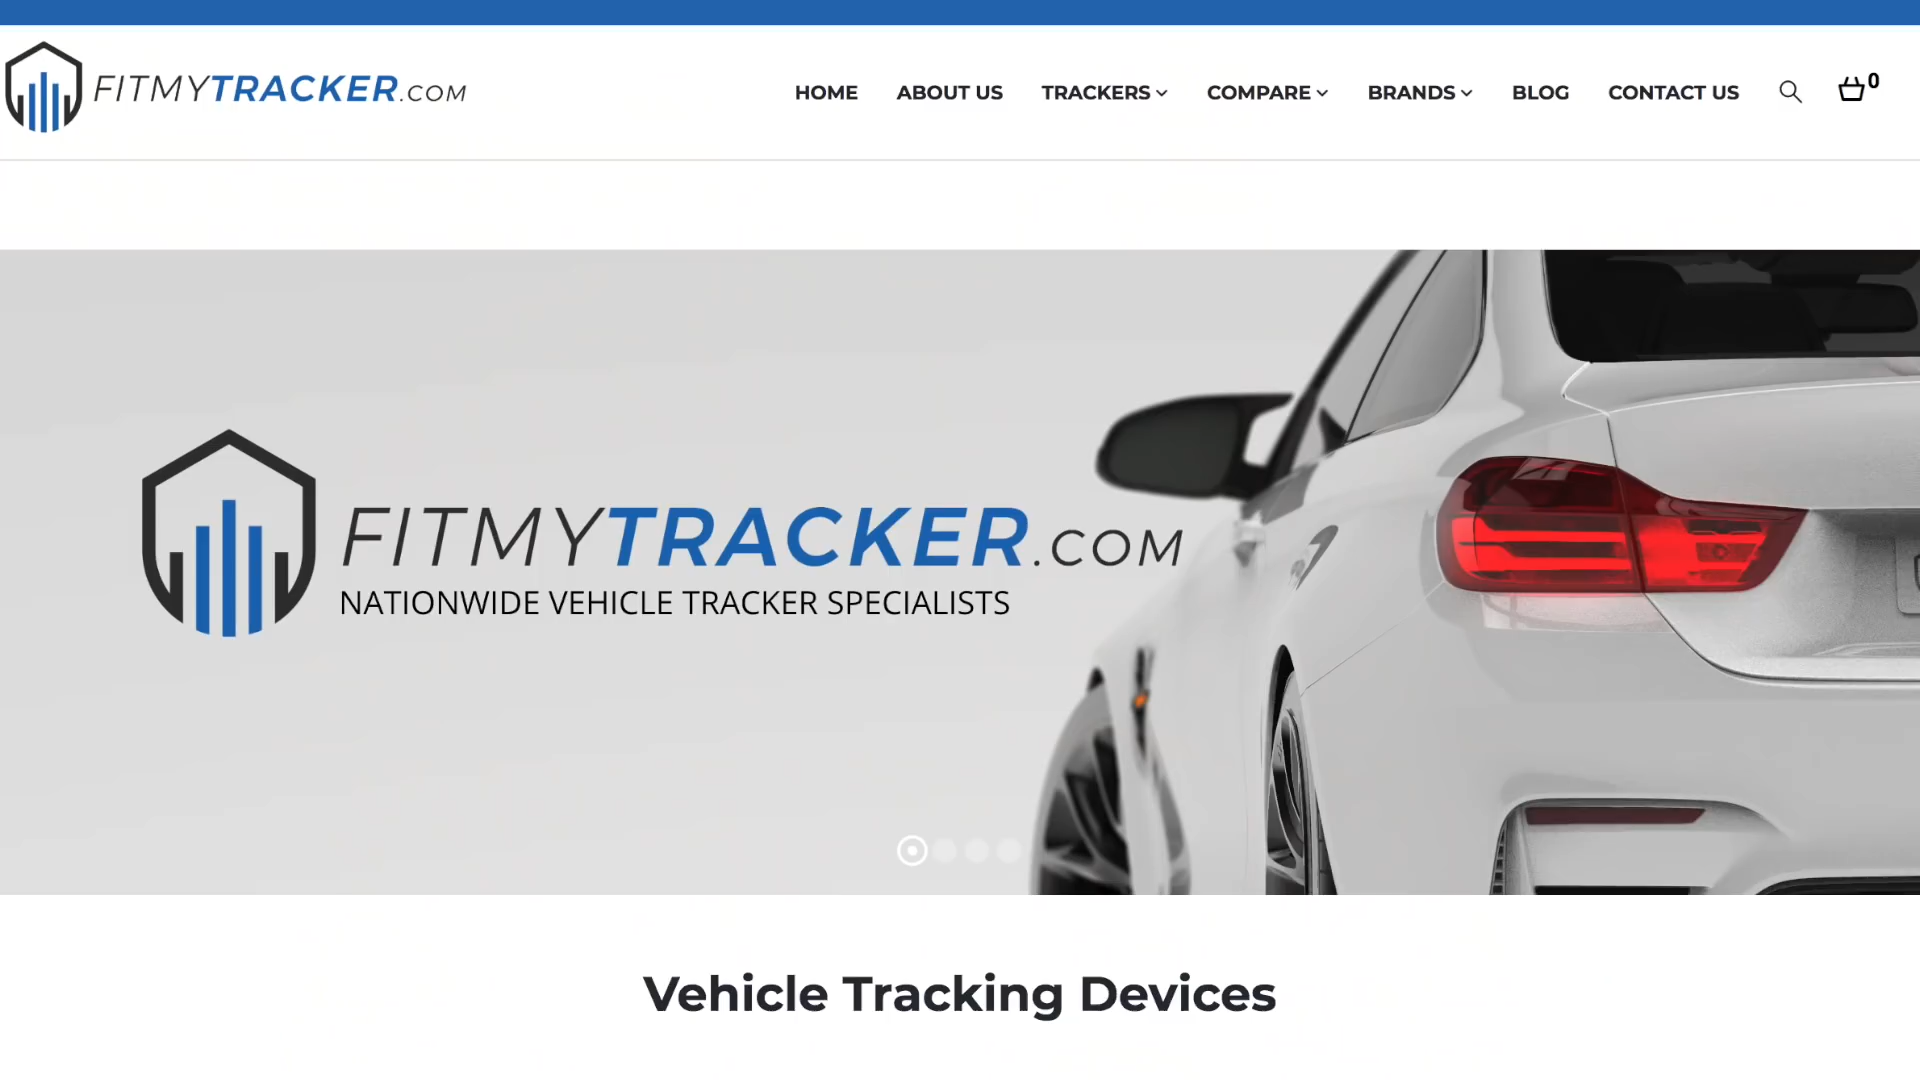 FITMYTRACKER.COM
HOME ABOUT US TRACKERS COMPARE BRANDS BLOG CONTACT US 0
FITMYTRACKER.COM
NATIONWIDE VEHICLE TRACKER SPECIALISTS
Vehicle Tracking Devices